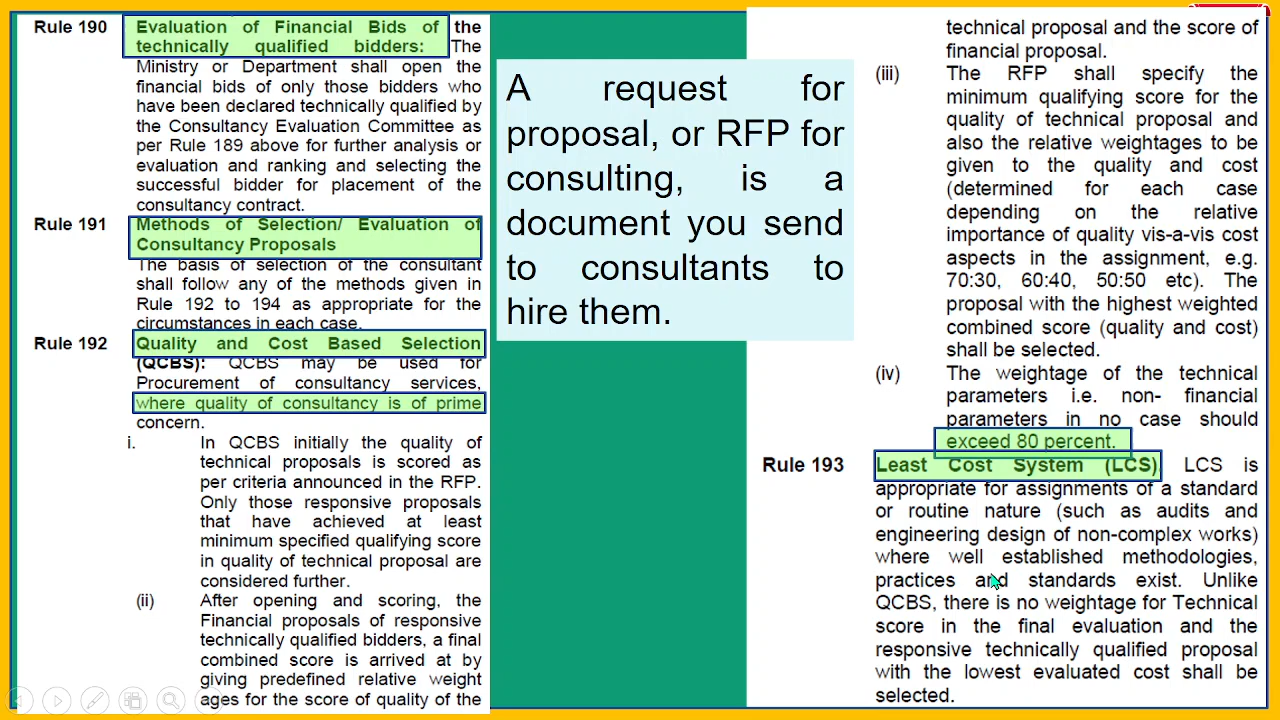 Rule 190 Evaluation of Financial Bids of the
technically qualified bidders: The
Ministry or Department shall open the
financial bids of only those bidders who
have been declared technically qualified by
the Consultancy Evaluation Committee as
per Rule 189 above for further analysis or
evaluation and ranking and selecting the
successful bidder for placement of the
consultancy contract.
Rule 191 Methods of Selection/ Evaluation of
Consultancy Proposals
The basis of selection of the consultant
shall follow any of the methods given in
Rule 192 to 194 as appropriate for the
circumstances in each case.
Rule 192 Quality and Cost Based Selection
(QCBS): QCBS may be used for
Procurement of consultancy services,
where quality of consultancy is of prime
concern.
i. In QCBS initially the quality of
technical proposals is scored as
per criteria announced in the RFP.
Only those responsive proposals
that have achieved at least
minimum specified qualifying score
in quality of technical proposal are
considered further.
(ii) After opening and scoring, the
Financial proposals of responsive
technically qualified bidders, a final
combined score is arrived at by
giving predefined relative weight
ages for the score of quality of the
A request for
proposal, or RFP for
consulting, is a
document you send
to consultants to
hire them.
technical proposal and the score of
financial proposal.
(iii) The RFP shall specify the
minimum qualifying score for the
quality of technical proposal and
also the relative weightages to be
given to the quality and cost
(determined for each case
depending on the relative
importance of quality vis-a-vis cost
aspects in the assignment, e.g.
70:30, 60:40, 50:50 etc). The
proposal with the highest weighted
combined score (quality and cost)
shall be selected.
(iv) The weightage of the technical
parameters i.e. non- financial
parameters in no case should
exceed 80 percent.
Rule 193 Least Cost System (LCS). LCS is
appropriate for assignments of a standard
or routine nature (such as audits and
engineering design of non-complex works)
where well established methodologies,
practices and standards exist. Unlike
QCBS, there is no weightage for Technical
score in the final evaluation and the
responsive technically qualified proposal
with the lowest evaluated cost shall be
selected.